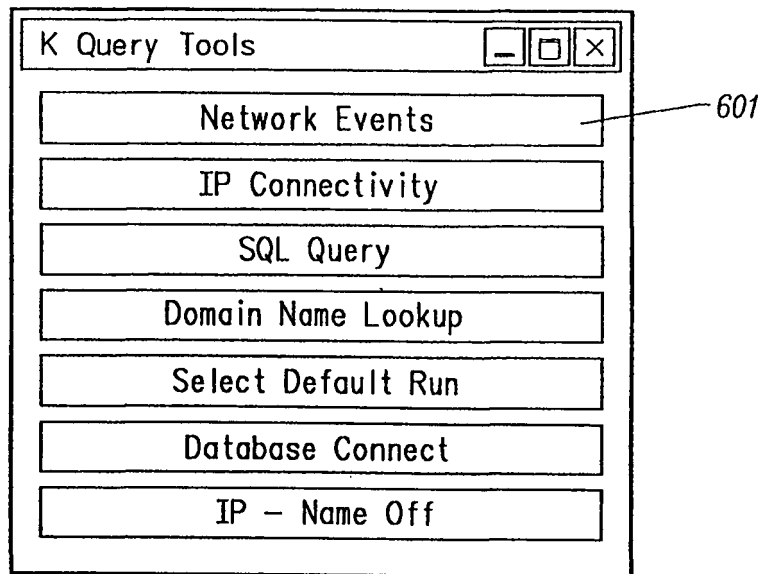 K Query Tools
Network Events
601
IP Connectivity
SQL Query
Domain Name Lookup
Select Default Run
Database Connect
IP – Name Off